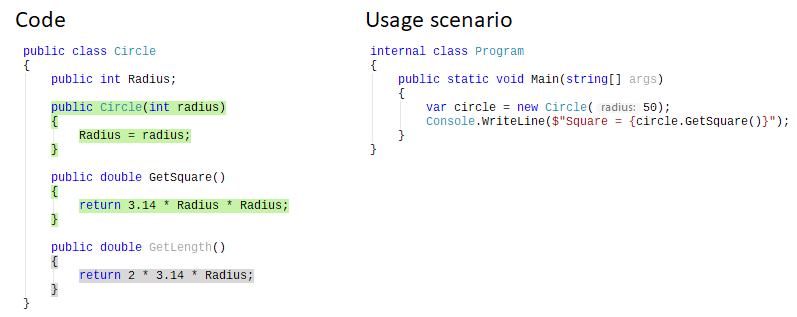 Code
public class Circle
{
    public int Radius;
    public Circle(int radius)
    {
        Radius = radius;
    }
    public double GetSquare()
    {
        return 3.14 * Radius * Radius;
    }
    public double GetLength()
    {
        return 2 * 3.14 * Radius;
    }
}
Usage scenario
internal class Program
{
    public static void Main(string[] args)
    {
        var circle = new Circle( radius: 50);
        Console.WriteLine($"Square = {circle.GetSquare()}");
    }
}